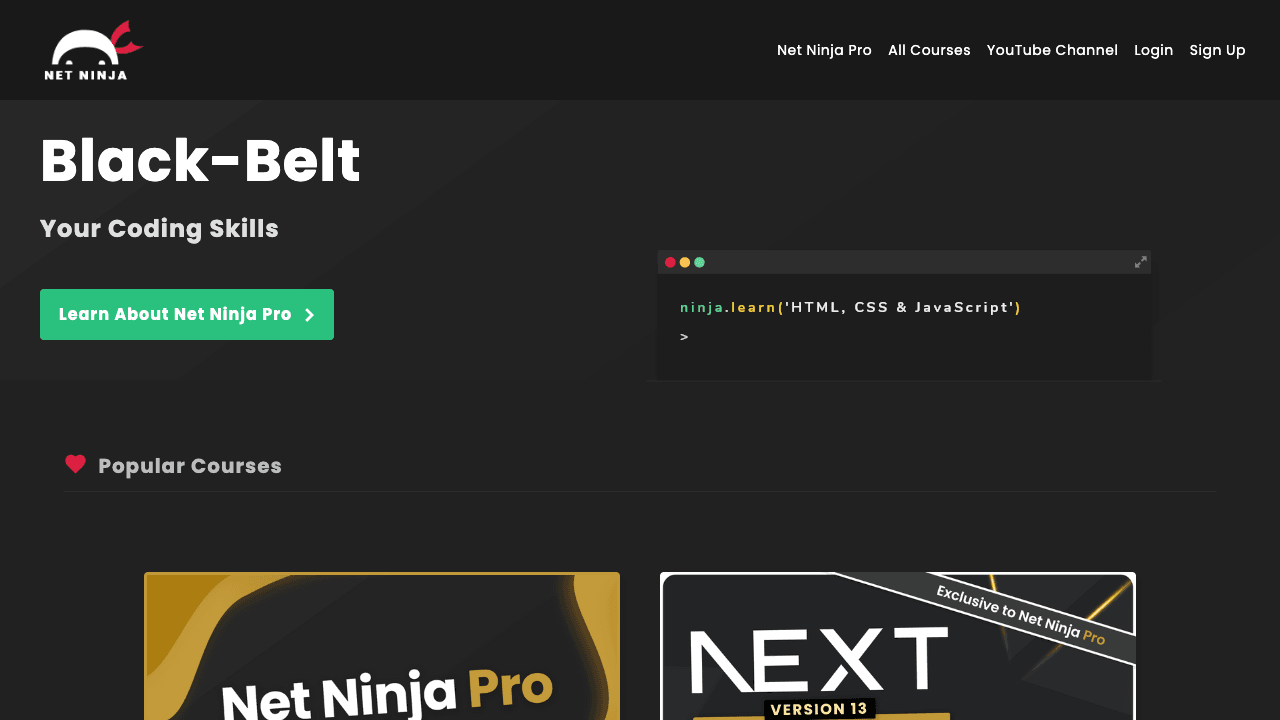 NET NINJA
Net Ninja Pro
All Courses
YouTube Channel
Login
Sign Up
Black-Belt
Your Coding Skills
Learn About Net Ninja Pro
ninja.learn('HTML, CSS & JavaScript')
>
Popular Courses
Net Ninja Pro
Exclusive to Net Ninja Pro
NEXT
VERSION 13